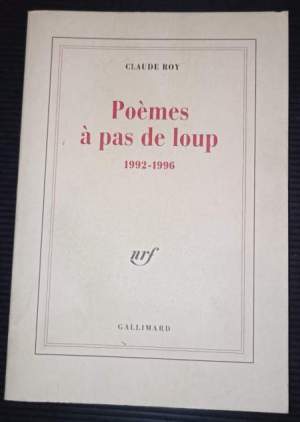 CLAUDE ROY
Poèmes
à pas de loup
1992-1996
nrf
GALLIMARD